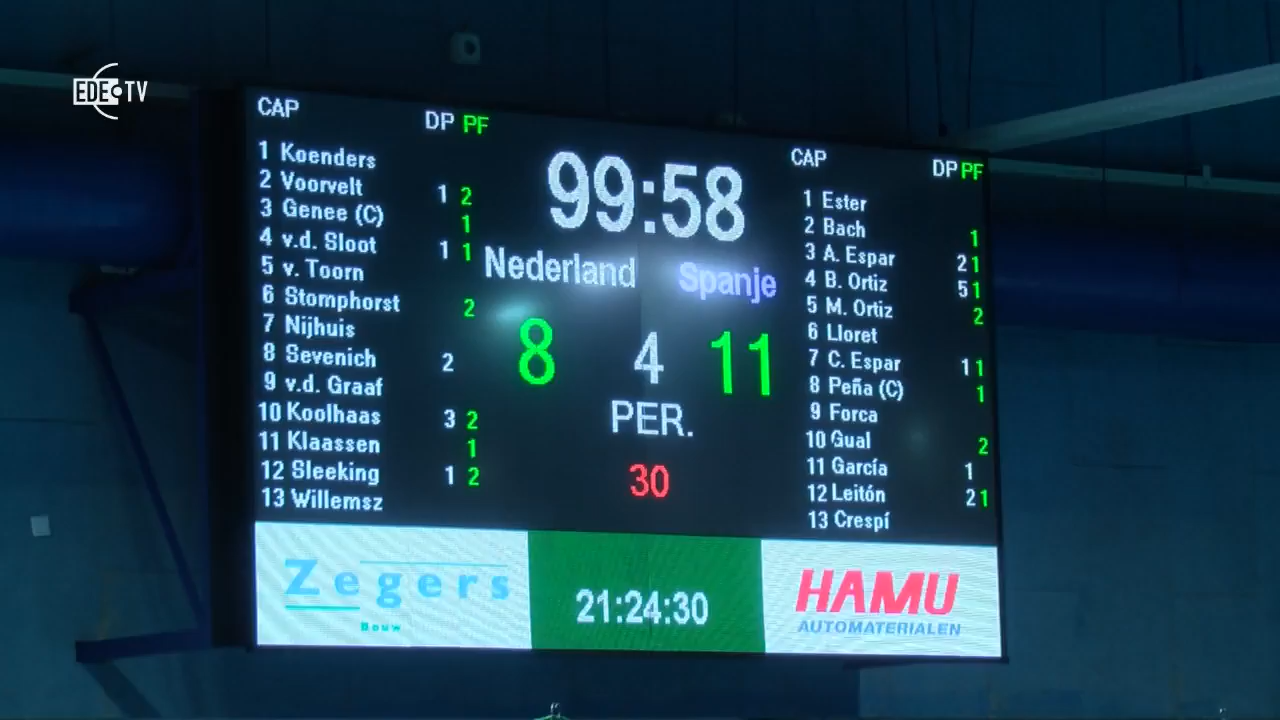 EDE TV
CAP DP PF
1 Koenders
2 Voorvelt 1 2
3 Genee (C) 1
4 v.d. Sloot 1 1
5 v. Toorn
6 Stomphorst 2
7 Nijhuis
8 Sevenich 2
9 v.d. Graaf
10 Koolhaas 3 2
11 Klaassen 1
12 Sleeking 1 2
13 Willemsz
99:58
Nederland Spanje
8 4 11
PER.
30
CAP DP PF
1 Ester
2 Bach 1
3 A. Espar 2 1
4 B. Ortiz 5 1
5 M. Ortiz 2
6 Lloret
7 C. Espar 1 1
8 Peña (C) 1
9 Forca
10 Gual 2
11 García 1
12 Leitón 2 1
13 Crespí
Zegers
Bouw
21:24:30
HAMU
AUTOMATERIALEN